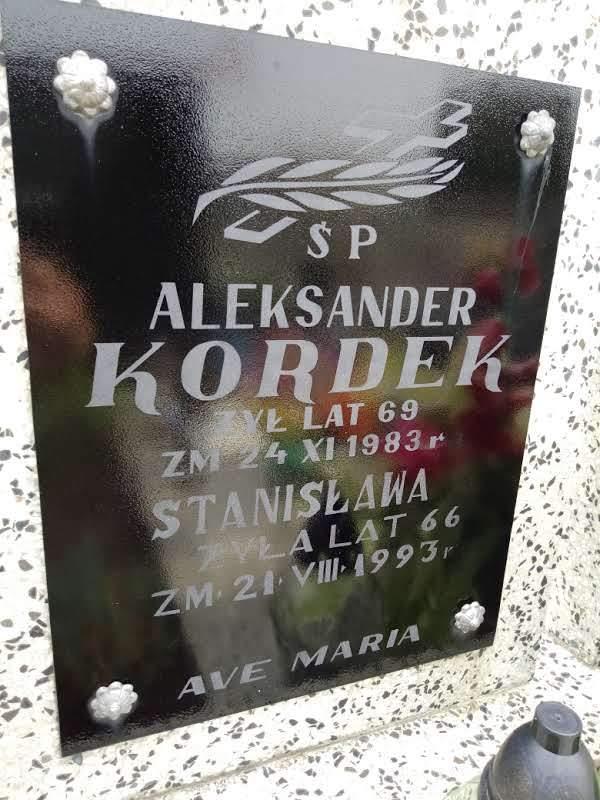 Ś P
ALEKSANDER
KORDEK
ŻYŁ LAT 69
ZM 24 XI 1983 r
STANISŁAWA
ŻYŁA LAT 66
ZM. 21. VIII. 1993 r
AVE MARIA